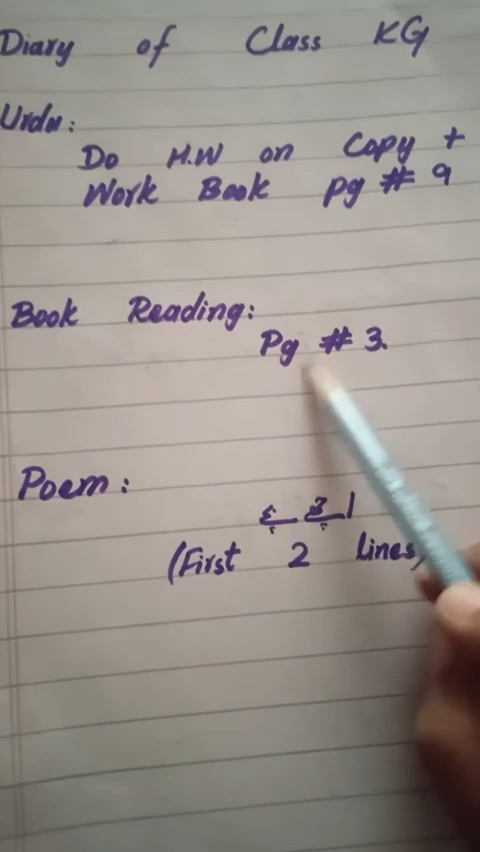 Diary of Class KG
Urdu:
Do H.W on Copy +
Work Book pg # 9
Book Reading:
Pg # 3.
Poem:
(First 2 lines)